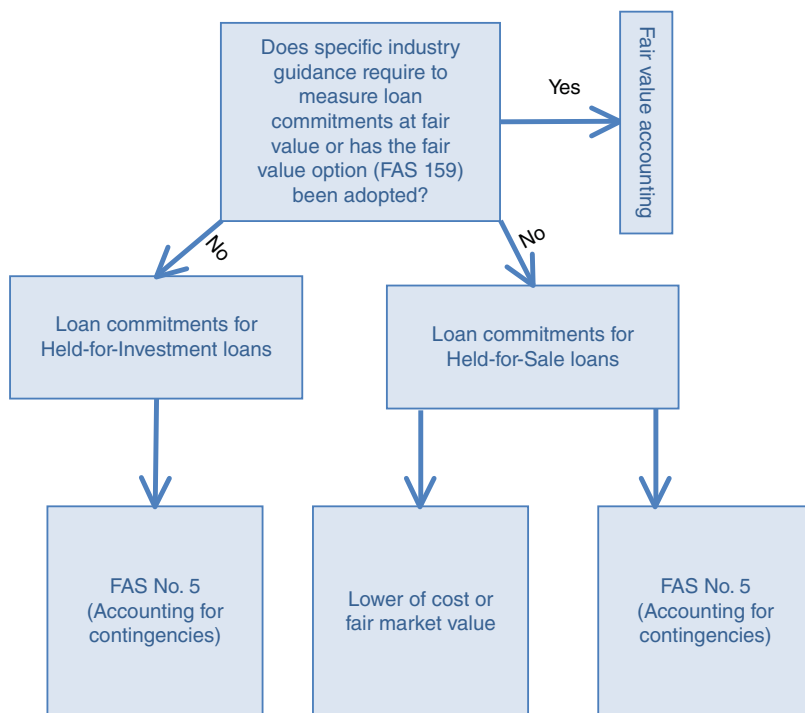 Does specific industry
guidance require to
measure loan
commitments at fair
value or has the fair
value option (FAS 159)
been adopted?
Yes
Fair value accounting
No
No
Loan commitments for
Held-for-Investment loans
Loan commitments for
Held-for-Sale loans
FAS No. 5
(Accounting for
contingencies)
Lower of cost or
fair market value
FAS No. 5
(Accounting for
contingencies)